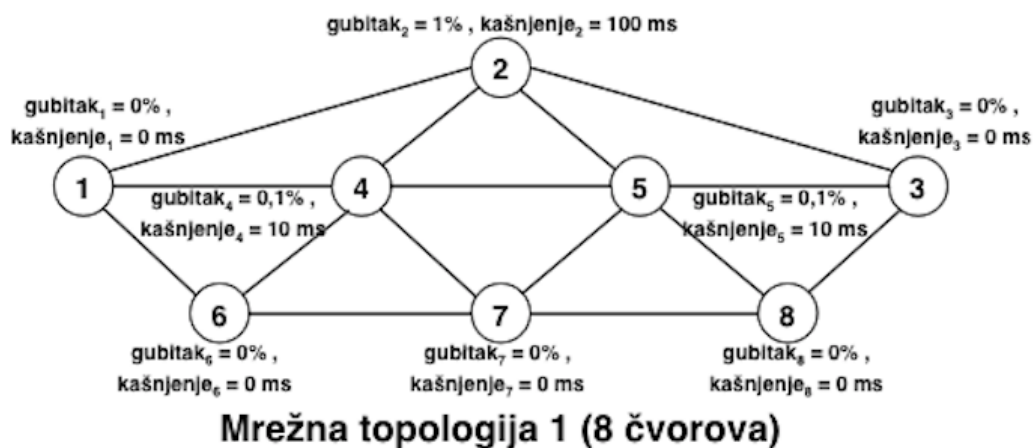 gubitak₂ = 1% , kašnjenje₂ = 100 ms
2
gubitak₁ = 0% ,
kašnjenje₁ = 0 ms
gubitak₃ = 0% ,
kašnjenje₃ = 0 ms
1
4
5
3
gubitak₄ = 0,1% ,
kašnjenje₄ = 10 ms
gubitak₅ = 0,1% ,
kašnjenje₅ = 10 ms
6
7
8
gubitak₆ = 0% ,
kašnjenje₆ = 0 ms
gubitak₇ = 0% ,
kašnjenje₇ = 0 ms
gubitak₈ = 0% ,
kašnjenje₈ = 0 ms
Mrežna topologija 1 (8 čvorova)